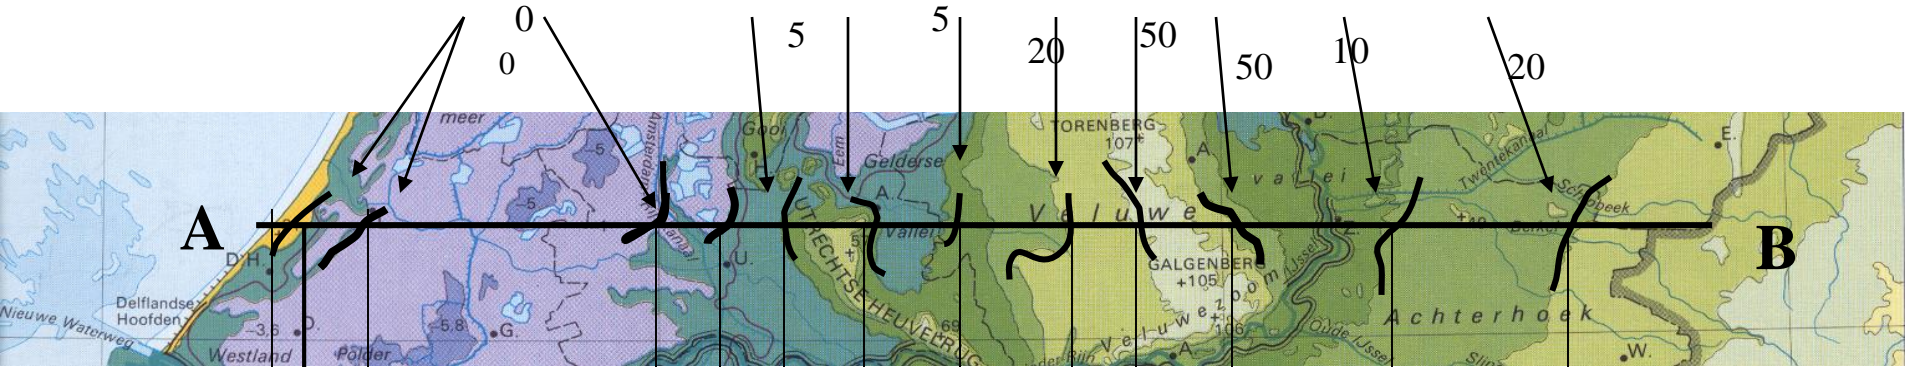 0
0
5
5
20
50
50
10
20
meer
Gooi
Eem
Gelderse
Vallei
TORENBERG
107
A.
E.
vallei
Twentekanaal
-5
-5
A.
Veluwe
+49
Berkel
A
B
D.H.
U.
Z.
UTRECHTSE HEUVELRUG
GALGENBERG
+105
IJssel
Delflandse
Hoofden
Nieuwe Waterweg
-3,6
D.
-5.8
G.
69
Veluwezoom
106
Achterhoek
Westland
Polder
A.
Oude IJssel
W.